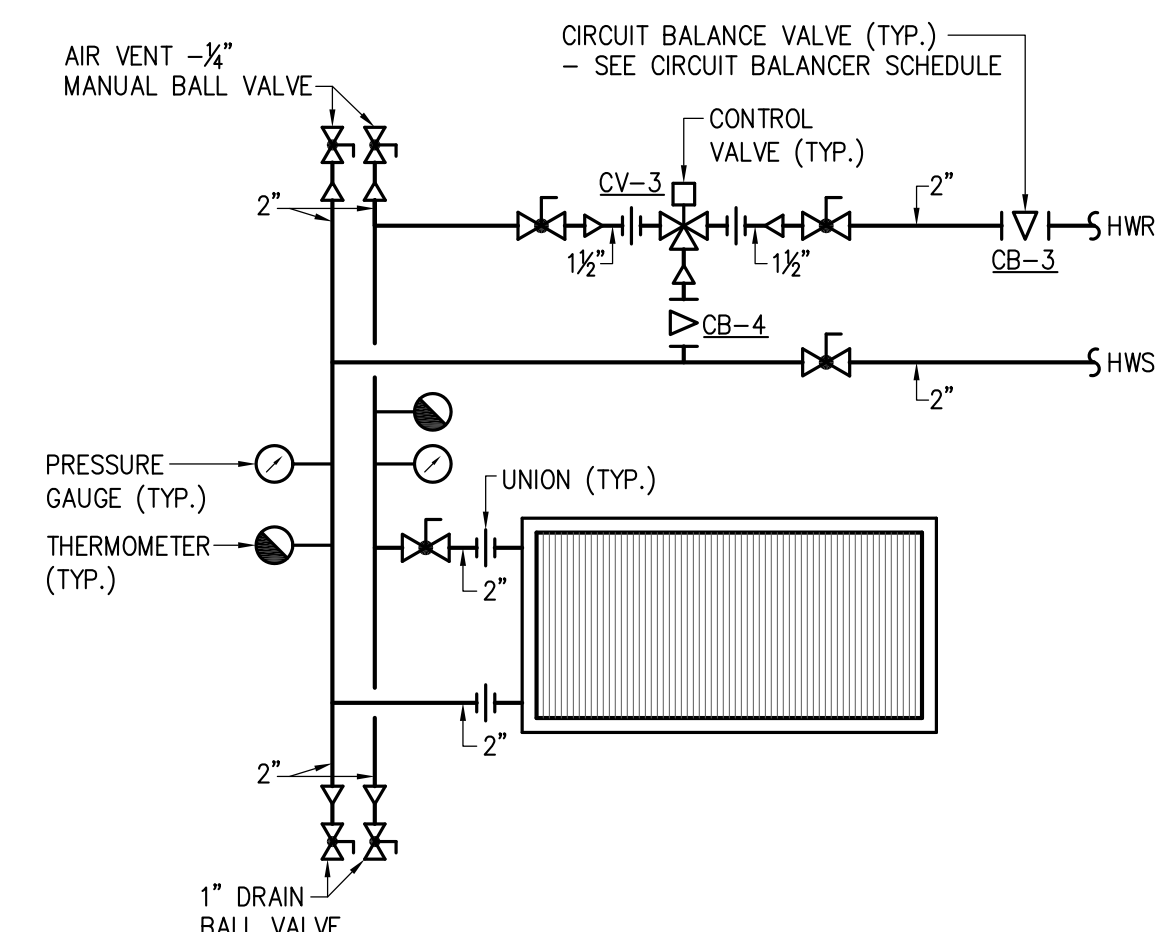 AIR VENT -¼"
MANUAL BALL VALVE
CIRCUIT BALANCE VALVE (TYP.)
- SEE CIRCUIT BALANCER SCHEDULE
CONTROL
VALVE (TYP.)
CV-3
2"
2"
HWR
1½"
1½"
CB-3
CB-4
HWS
2"
PRESSURE
GAUGE (TYP.)
UNION (TYP.)
THERMOMETER
(TYP.)
2"
2"
2"
1" DRAIN
BALL VALVE